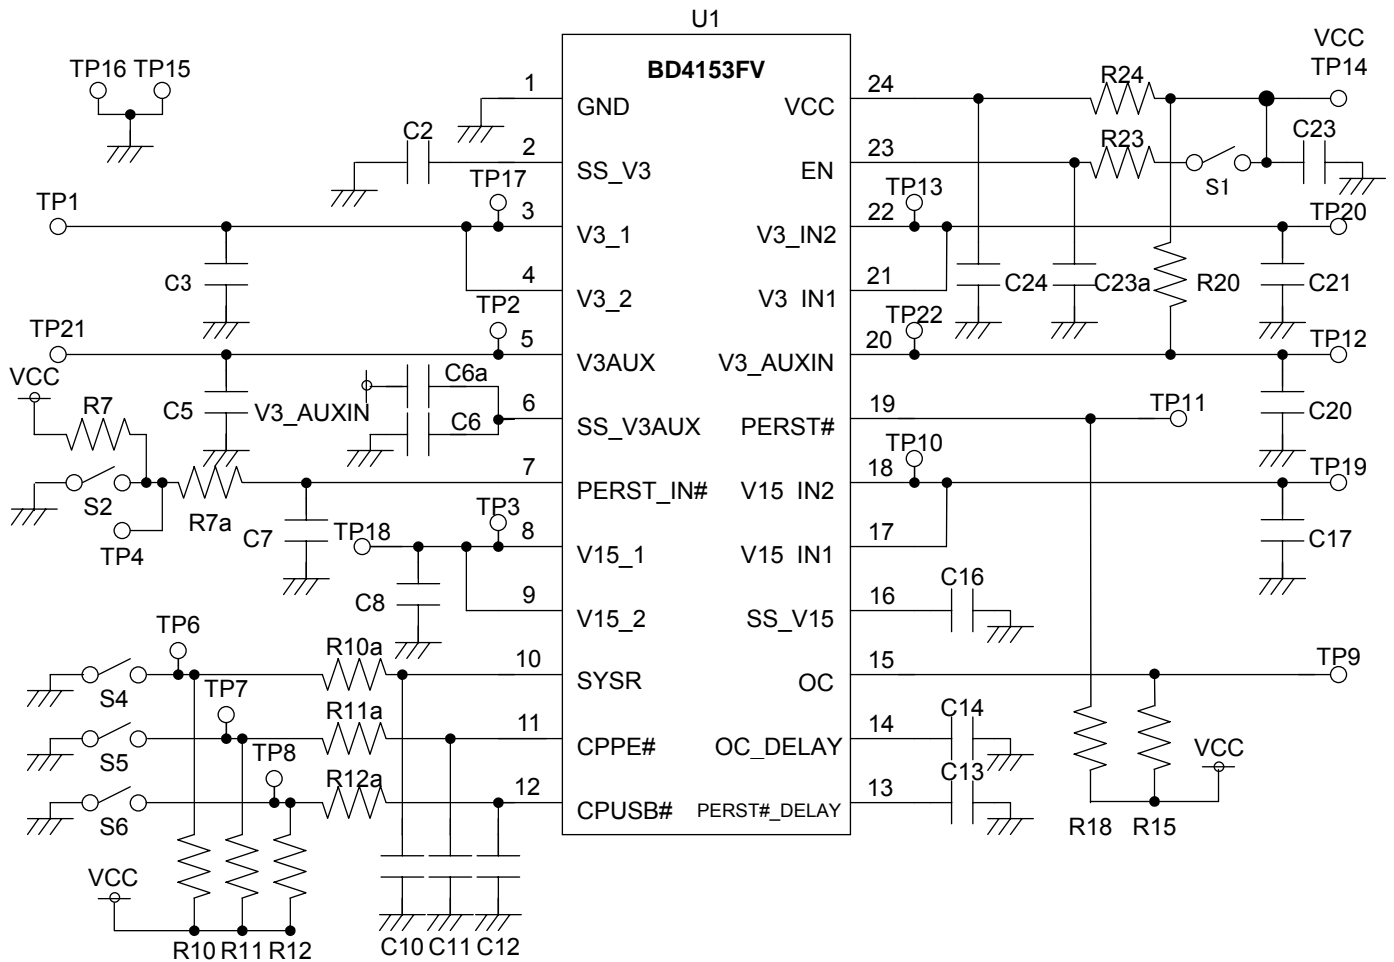 U1
BD4153FV
VCC
TP14
TP16 TP15
1
GND
24
VCC
R24
C2
2
SS_V3
23
EN
R23
S1
C23
TP1
TP17
3
V3_1
TP13
22
V3_IN2
TP20
C3
4
V3_2
21
V3 IN1
C24
C23a
R20
C21
TP21
TP2
5
V3AUX
TP22
20
V3_AUXIN
TP12
VCC
R7
C5
V3_AUXIN
C6a
C6
6
SS_V3AUX
19
PERST#
TP11
C20
S2
R7a
TP4
7
PERST_IN#
TP10
18
V15 IN2
TP19
C7
TP18
TP3
8
V15_1
17
V15 IN1
C17
C8
9
V15_2
16
SS_V15
C16
TP6
S4
R10a
10
SYSR
15
OC
TP9
TP7
S5
R11a
11
CPPE#
14
OC_DELAY
C14
VCC
TP8
S6
R12a
12
CPUSB#
13
PERST#_DELAY
C13
R18 R15
VCC
R10 R11 R12
C10 C11 C12